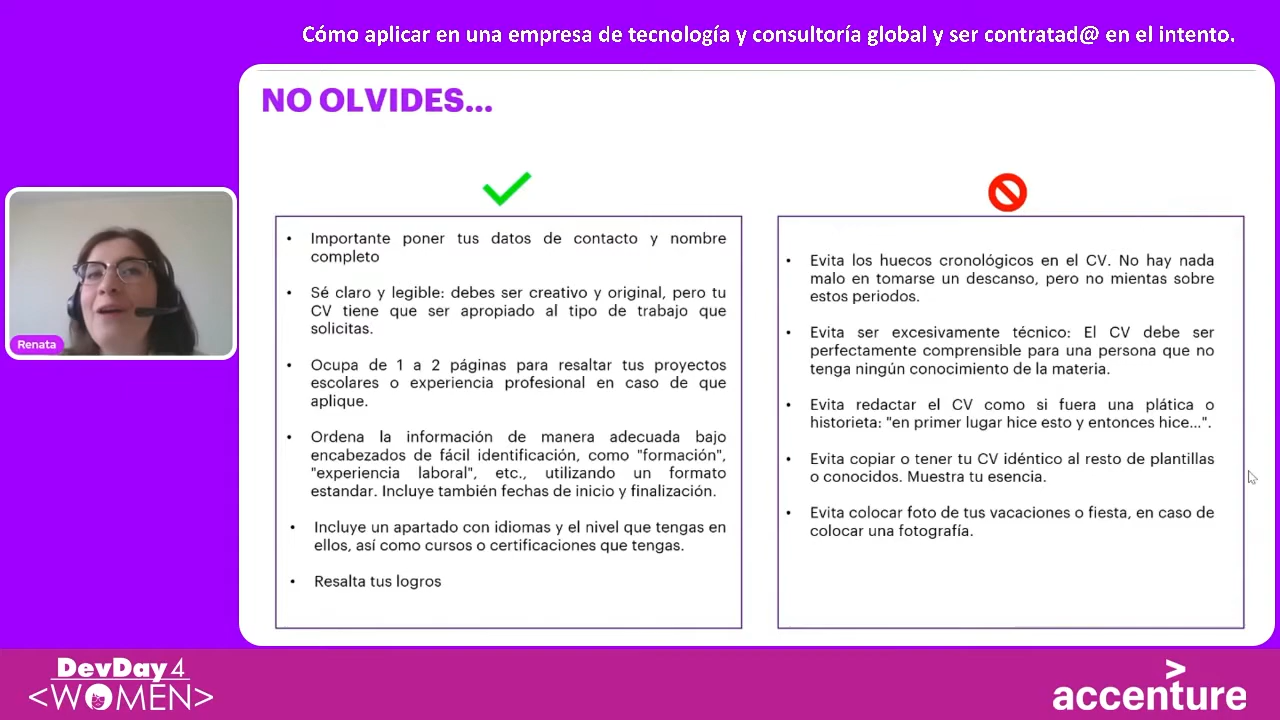 Cómo aplicar en una empresa de tecnología y consultoría global y ser contratad@ en el intento.
NO OLVIDES...
• Importante poner tus datos de contacto y nombre
completo
• Sé claro y legible: debes ser creativo y original, pero tu
CV tiene que ser apropiado al tipo de trabajo que
solicitas.
• Ocupa de 1 a 2 páginas para resaltar tus proyectos
escolares o experiencia profesional en caso de que
aplique.
• Ordena la información de manera adecuada bajo
encabezados de fácil identificación, como "formación",
"experiencia laboral", etc., utilizando un formato
estandar. Incluye también fechas de inicio y finalización.
• Incluye un apartado con idiomas y el nivel que tengas en
ellos, así como cursos o certificaciones que tengas.
• Resalta tus logros
• Evita los huecos cronológicos en el CV. No hay nada
malo en tomarse un descanso, pero no mientas sobre
estos periodos.
• Evita ser excesivamente técnico: El CV debe ser
perfectamente comprensible para una persona que no
tenga ningún conocimiento de la materia.
• Evita redactar el CV como si fuera una plática o
historieta: "en primer lugar hice esto y entonces hice...".
• Evita copiar o tener tu CV idéntico al resto de plantillas
o conocidos. Muestra tu esencia.
• Evita colocar foto de tus vacaciones o fiesta, en caso de
colocar una fotografía.
Renata
DevDay4
<WOMEN>
accenture